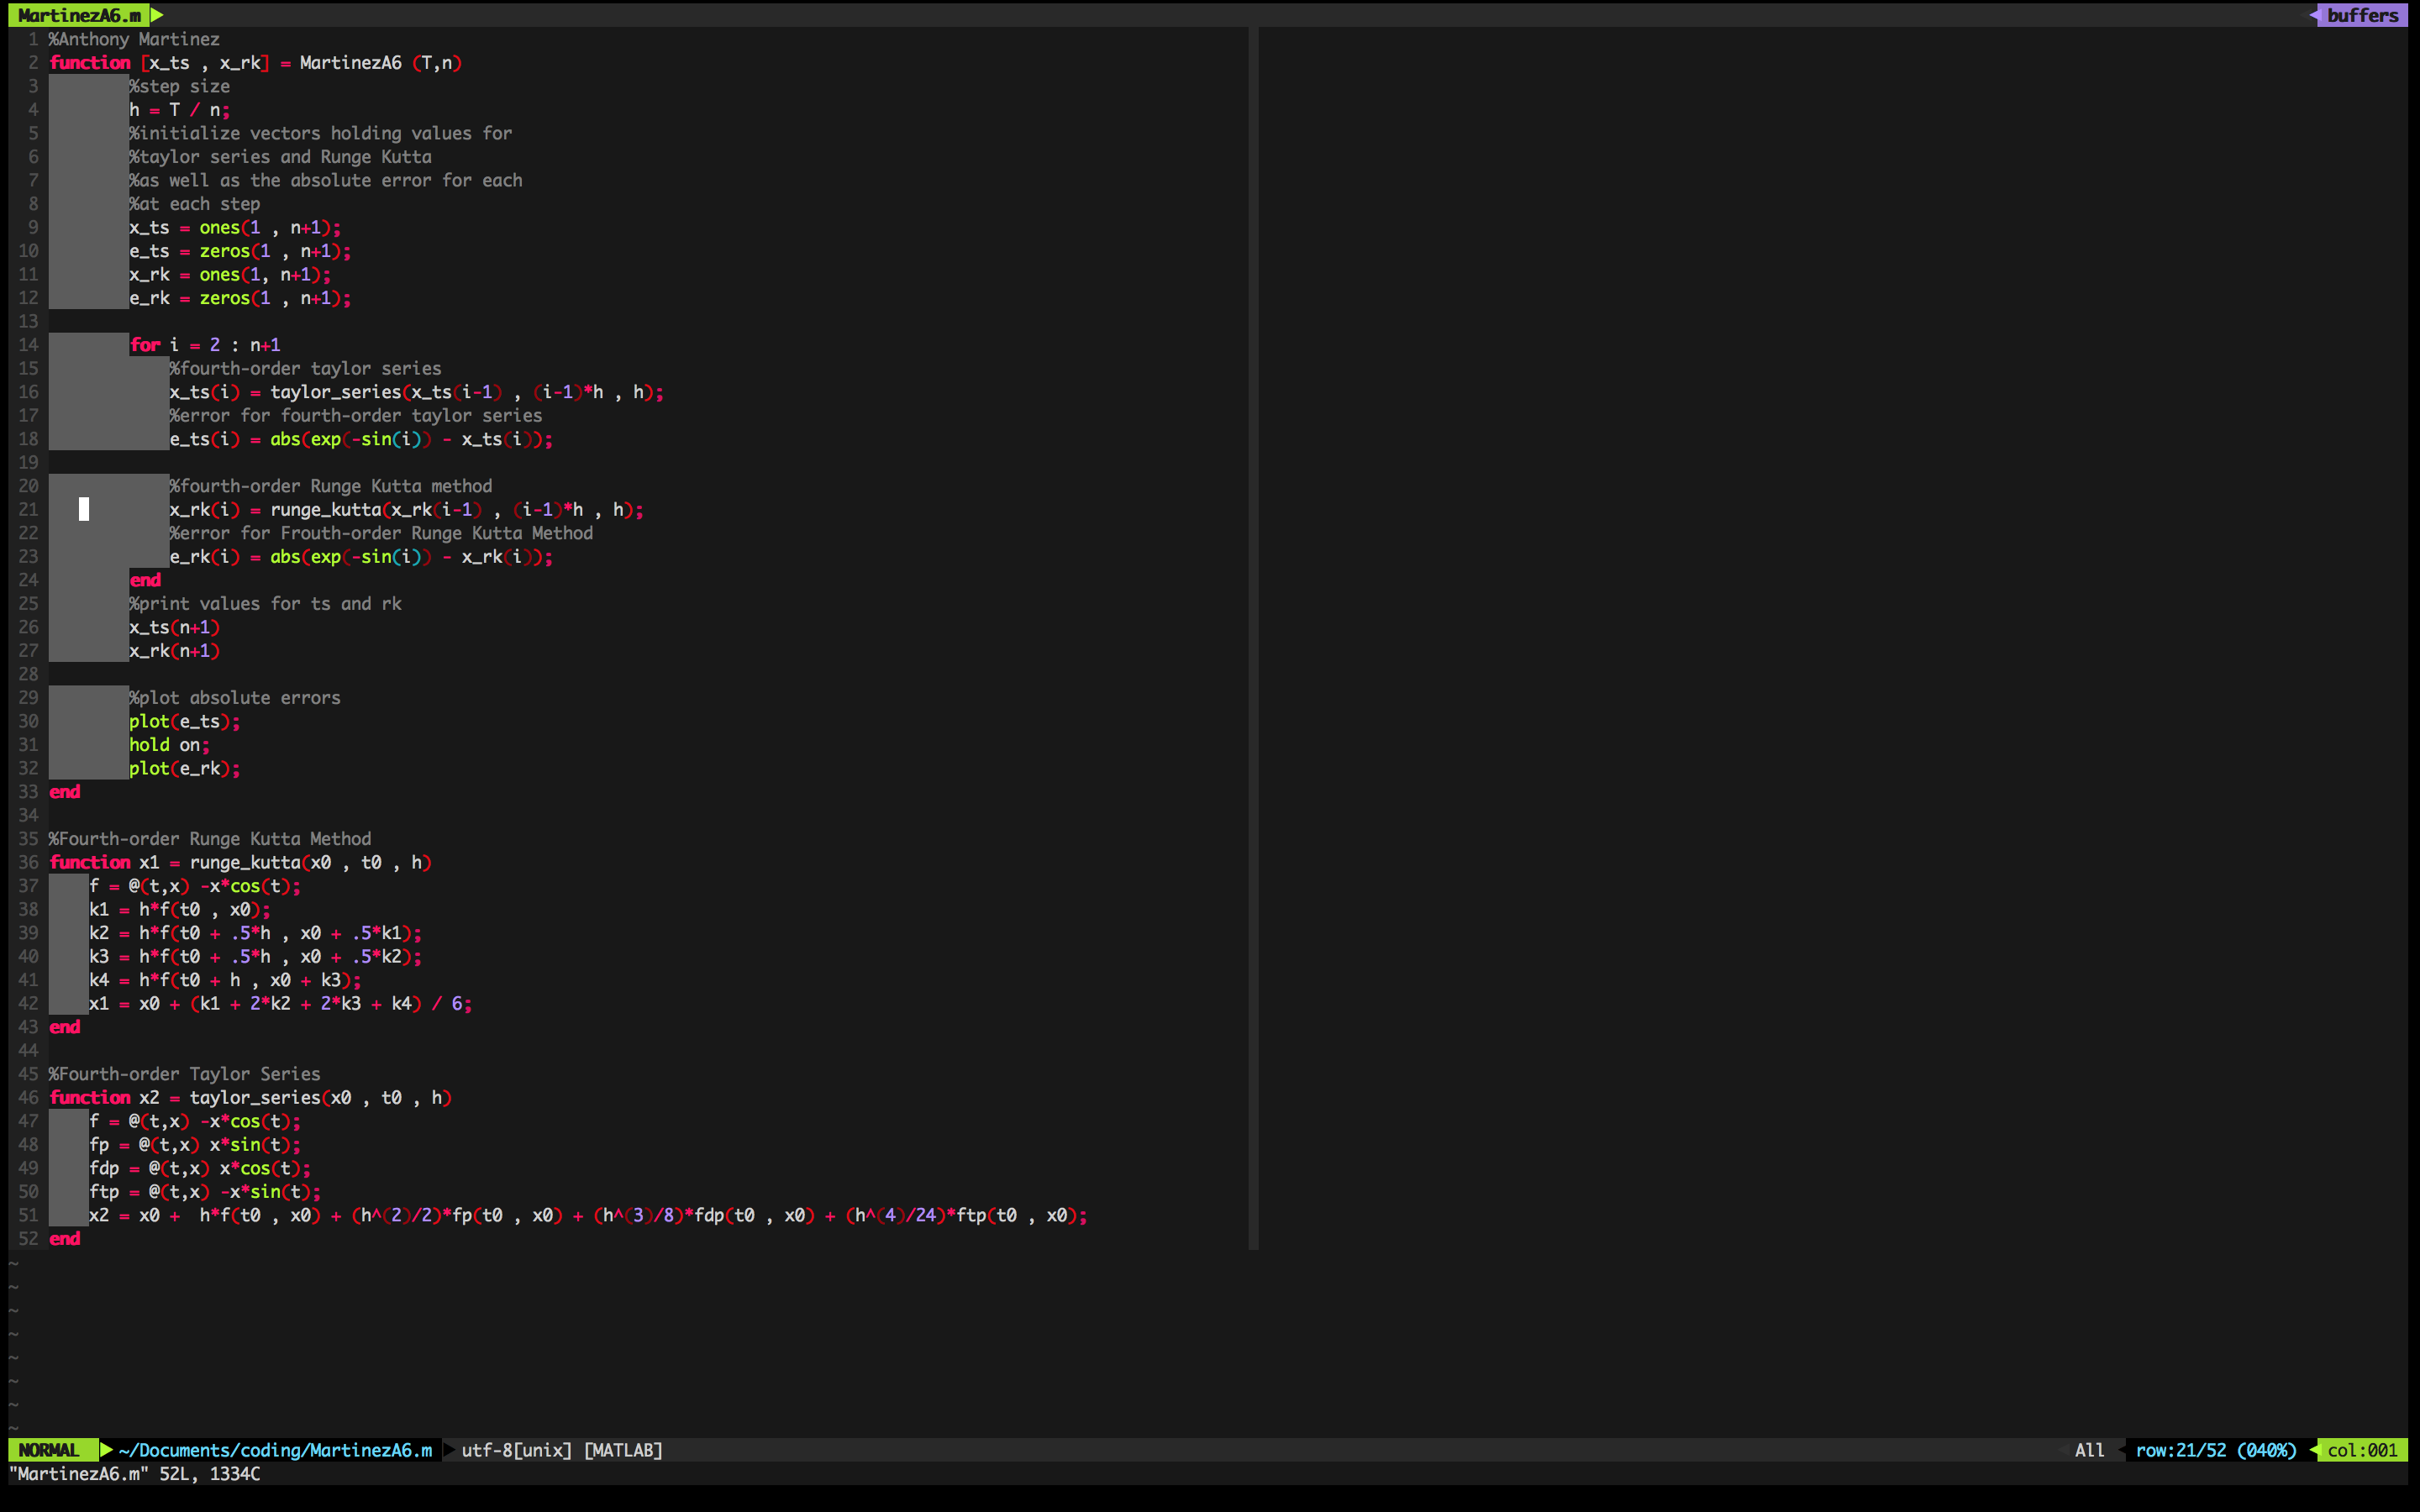 MartinezA6.m buffers
1 %Anthony Martinez
2 function [x_ts , x_rk] = MartinezA6 (T,n)
3 %step size
4 h = T / n;
5 %initialize vectors holding values for
6 %taylor series and Runge Kutta
7 %as well as the absolute error for each
8 %at each step
9 x_ts = ones(1 , n+1);
10 e_ts = zeros(1 , n+1);
11 x_rk = ones(1, n+1);
12 e_rk = zeros(1 , n+1);
13
14 for i = 2 : n+1
15 %fourth-order taylor series
16 x_ts(i) = taylor_series(x_ts(i-1) , (i-1)*h , h);
17 %error for fourth-order taylor series
18 e_ts(i) = abs(exp(-sin(i)) - x_ts(i));
19
20 %fourth-order Runge Kutta method
21 x_rk(i) = runge_kutta(x_rk(i-1) , (i-1)*h , h);
22 %error for Frouth-order Runge Kutta Method
23 e_rk(i) = abs(exp(-sin(i)) - x_rk(i));
24 end
25 %print values for ts and rk
26 x_ts(n+1)
27 x_rk(n+1)
28
29 %plot absolute errors
30 plot(e_ts);
31 hold on;
32 plot(e_rk);
33 end
34
35 %Fourth-order Runge Kutta Method
36 function x1 = runge_kutta(x0 , t0 , h)
37 f = @(t,x) -x*cos(t);
38 k1 = h*f(t0 , x0);
39 k2 = h*f(t0 + .5*h , x0 + .5*k1);
40 k3 = h*f(t0 + .5*h , x0 + .5*k2);
41 k4 = h*f(t0 + h , x0 + k3);
42 x1 = x0 + (k1 + 2*k2 + 2*k3 + k4) / 6;
43 end
44
45 %Fourth-order Taylor Series
46 function x2 = taylor_series(x0 , t0 , h)
47 f = @(t,x) -x*cos(t);
48 fp = @(t,x) x*sin(t);
49 fdp = @(t,x) x*cos(t);
50 ftp = @(t,x) -x*sin(t);
51 x2 = x0 +  h*f(t0 , x0) + (h^(2)/2)*fp(t0 , x0) + (h^(3)/8)*fdp(t0 , x0) + (h^(4)/24)*ftp(t0 , x0);
52 end
~
~
~
~
~
~
~
~
NORMAL ~/Documents/coding/MartinezA6.m utf-8[unix] [MATLAB] All row:21/52 (040%) col:001
"MartinezA6.m" 52L, 1334C